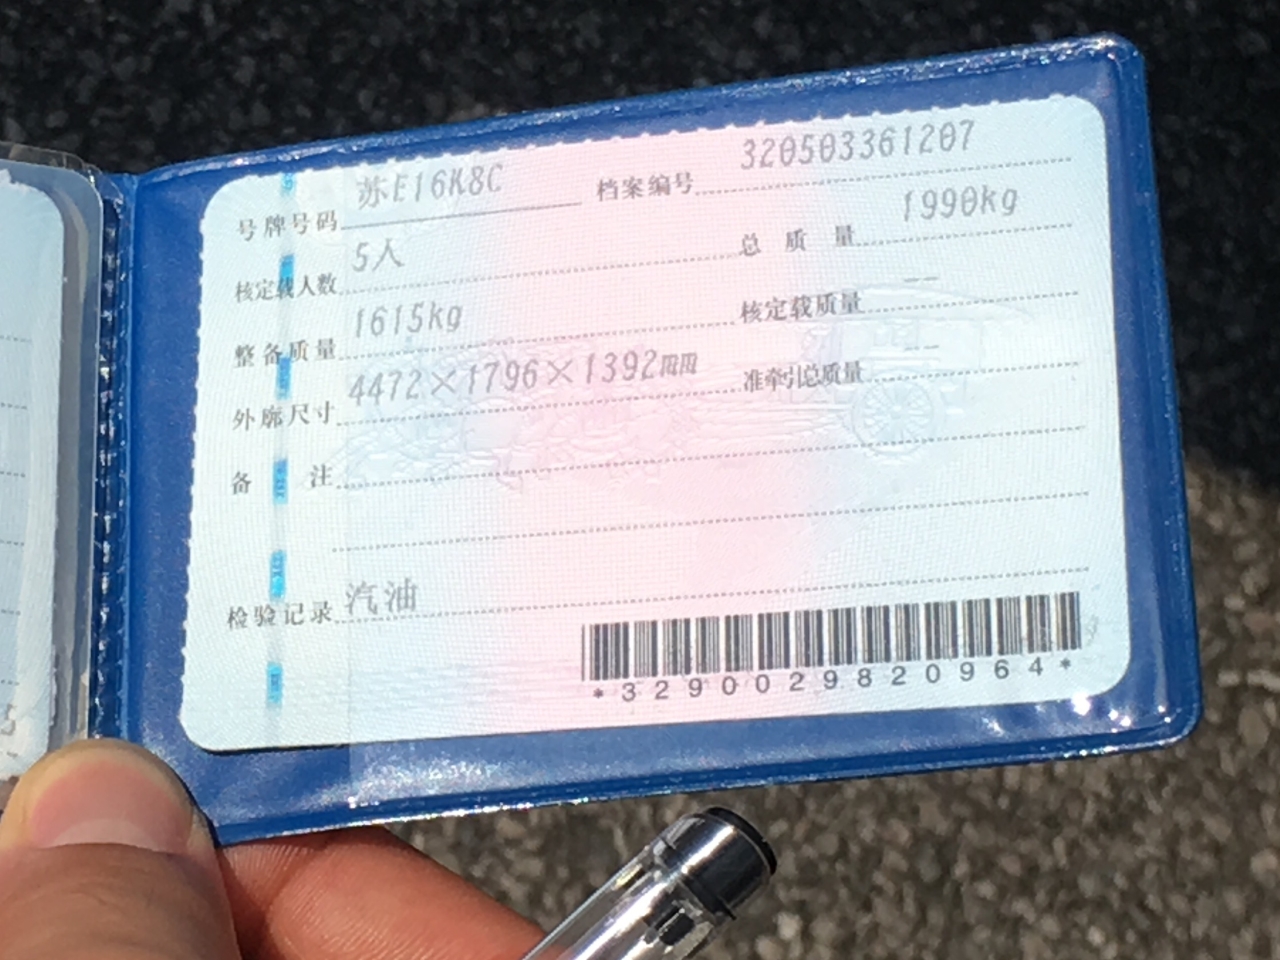 号牌号码 苏E16K8C 档案编号 320503361207
核定载人数 5人 总质量 1990kg
整备质量 1615kg 核定载质量 --
外廓尺寸 4472×1796×1392mm 准牵引总质量 --
备注
检验记录 汽油
*3290029820964*
5